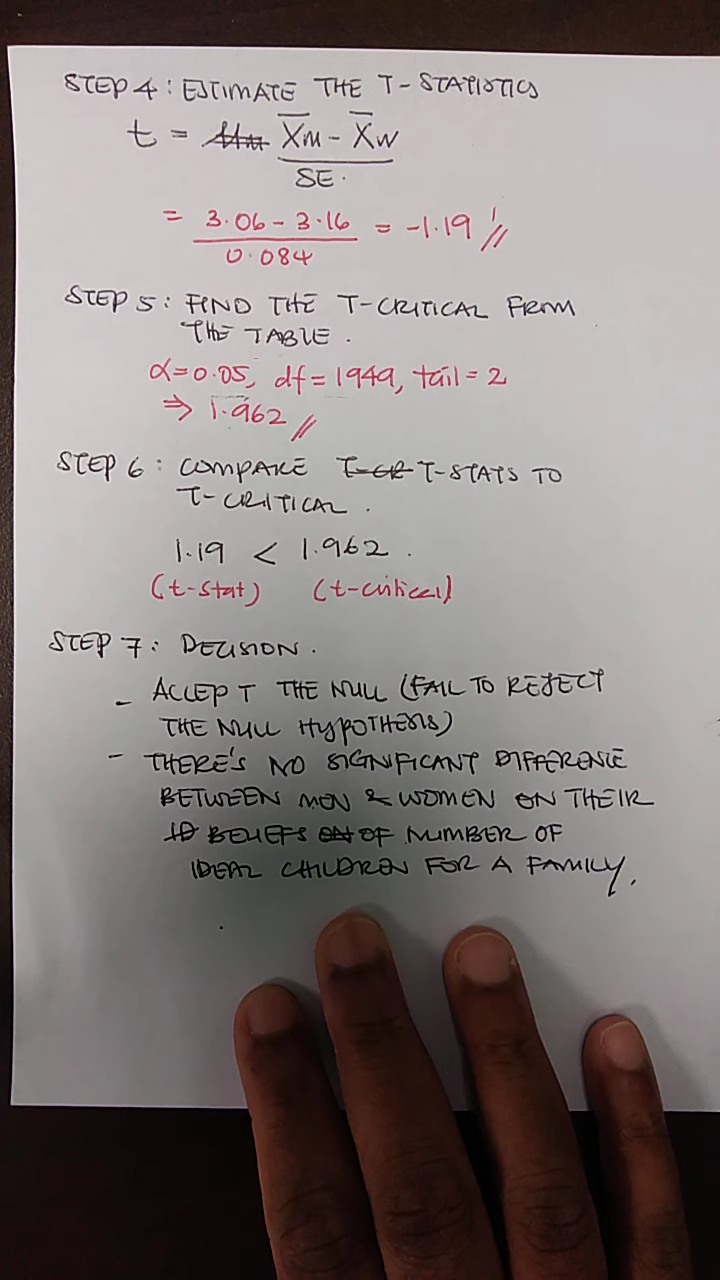 STEP 4: ESTIMATE THE T-STATISTICS
t = X̄m - X̄w
SE.
= 3.06 - 3.16 = -1.19 //
0.084
STEP 5: FIND THE T-CRITICAL FROM
THE TABLE.
α=0.05, df=1949, tail=2
⇒ 1.962 //
STEP 6: COMPARE T-CR T-STATS TO
T-CRITICAL.
1.19 < 1.962.
(t-stat) (t-critical)
STEP 7: DECISION.
- ACCEPT THE NULL (FAIL TO REJECT
THE NULL HYPOTHESIS)
- THERE'S NO SIGNIFICANT DIFFERENCE
BETWEEN MEN & WOMEN ON THEIR
ID BELIEFS ON OF NUMBER OF
IDEAL CHILDREN FOR A FAMILY.